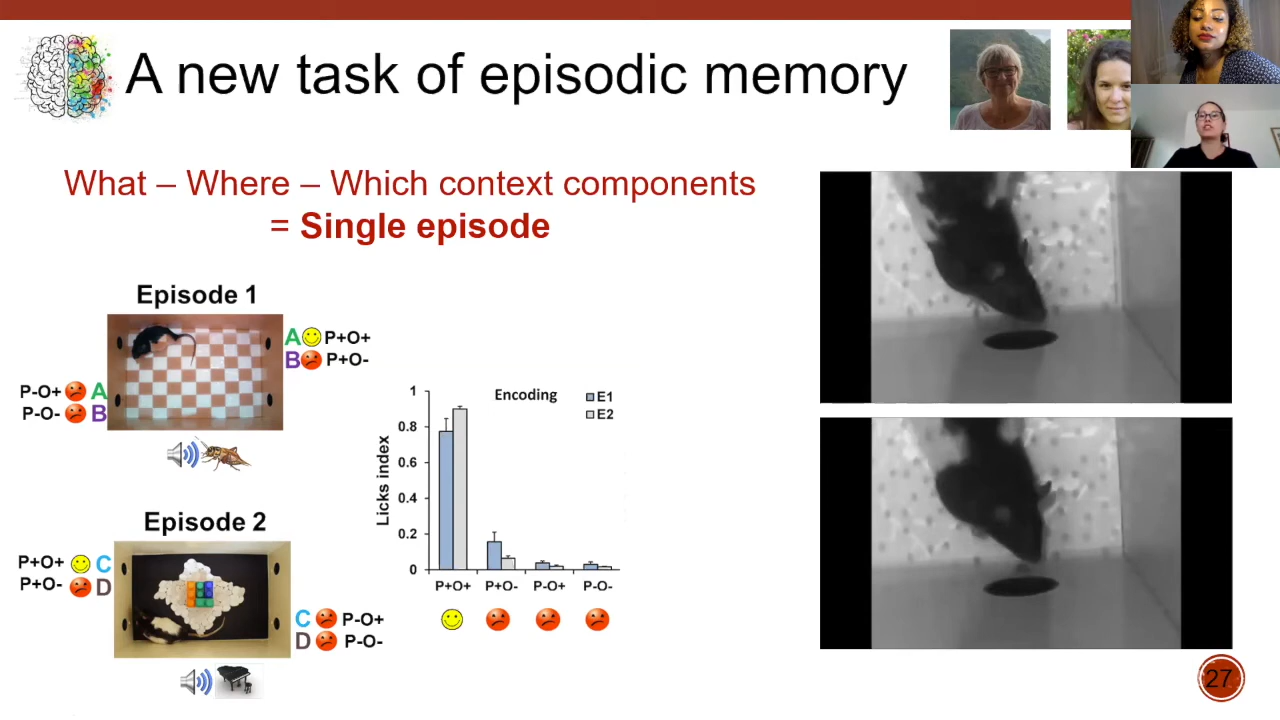 A new task of episodic memory
What – Where – Which context components
= Single episode
Episode 1
A P+O+
B P+O-
P-O+ A
P-O- B
Episode 2
P+O+ C
P+O- D
C P-O+
D P-O-
Encoding
E1
E2
Licks index
1
0.8
0.6
0.4
0.2
0
P+O+ P+O- P-O+ P-O-
27